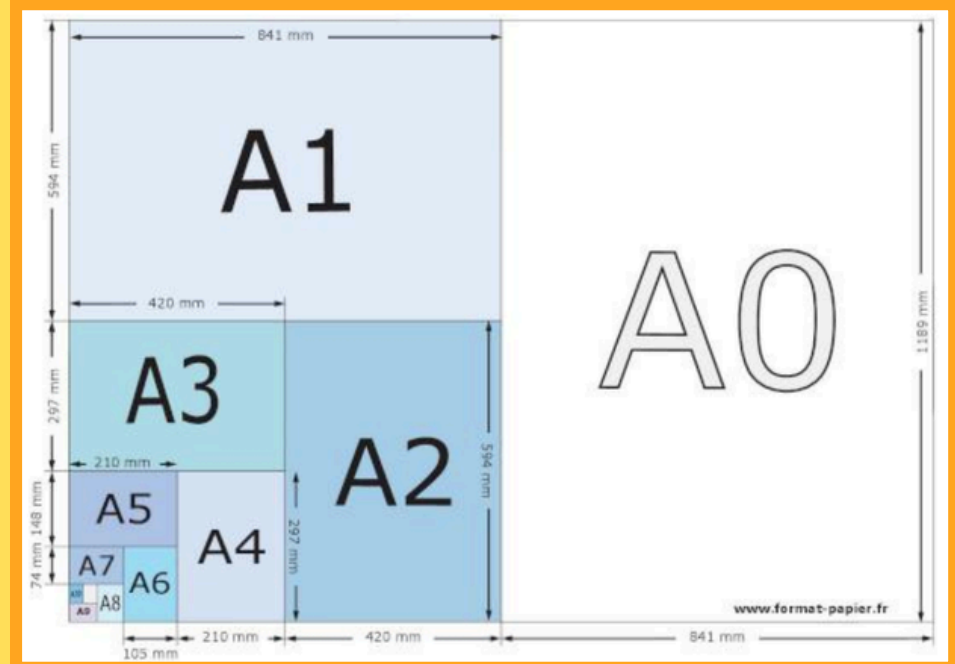 841 mm
594 mm
A1
420 mm
A0
1189 mm
297 mm
A3
594 mm
A2
210 mm
148 mm
A5
297 mm
A4
74 mm
A7
A6
A8
A9
www.format-papier.fr
210 mm
420 mm
841 mm
105 mm